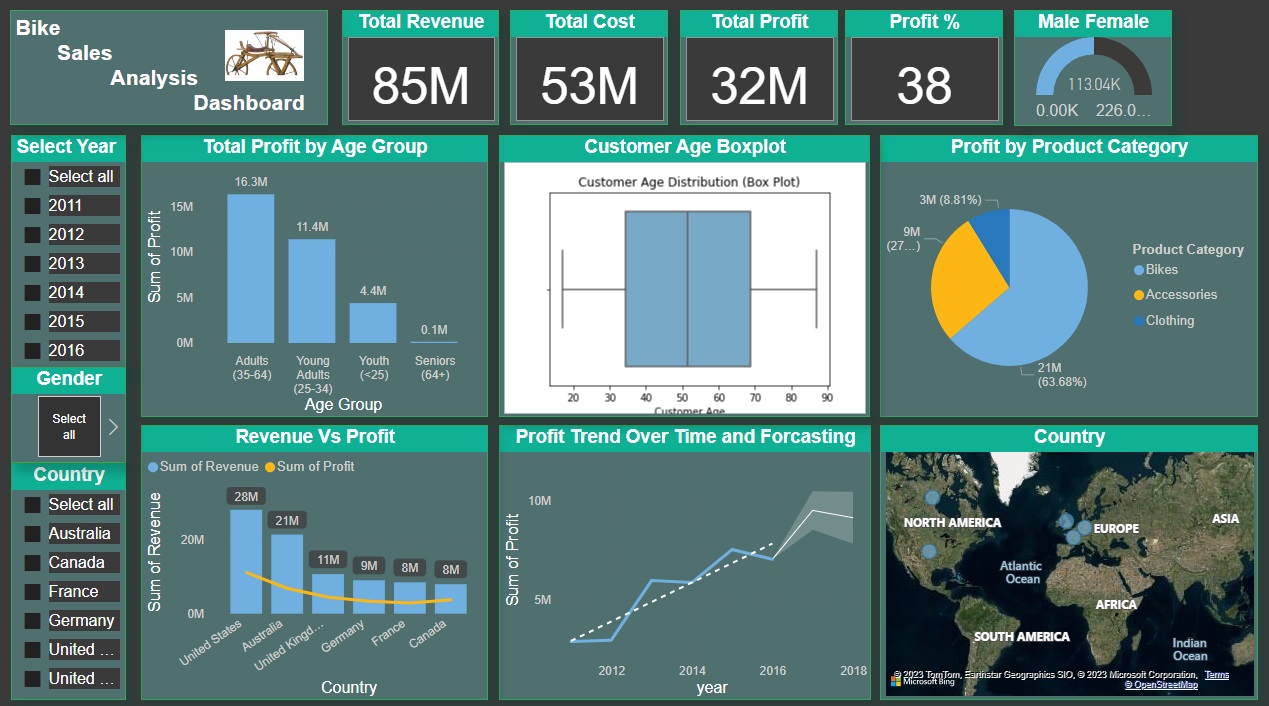 Bike
Sales
Analysis
Dashboard
Total Revenue
85M
Total Cost
53M
Total Profit
32M
Profit %
38
Male Female
113.04K
0.00K
226.0…
Select Year
Select all
2011
2012
2013
2014
2015
2016
Gender
Select
all
Country
Select all
Australia
Canada
France
Germany
United …
United …
Total Profit by Age Group
Sum of Profit
15M
10M
5M
0M
16.3M
11.4M
4.4M
0.1M
Adults
(35-64)
Young
Adults
(25-34)
Youth
(<25)
Seniors
(64+)
Age Group
Customer Age Boxplot
Customer Age Distribution (Box Plot)
20 30 40 50 60 70 80 90
Customer Age
Profit by Product Category
3M (8.81%)
9M
(27…)
21M
(63.68%)
Product Category
Bikes
Accessories
Clothing
Revenue Vs Profit
Sum of Revenue Sum of Profit
Sum of Revenue
20M
0M
28M
21M
11M
9M
8M
8M
United States
Australia
United Kingd…
Germany
France
Canada
Country
Profit Trend Over Time and Forcasting
Sum of Profit
10M
5M
2012 2014 2016 2018
year
Country
NORTH AMERICA
EUROPE
ASIA
Atlantic
Ocean
AFRICA
SOUTH AMERICA
Indian
Ocean
© 2023 TomTom, Earthstar Geographics SIO, © 2023 Microsoft Corporation, Terms
Microsoft Bing
© OpenStreetMap